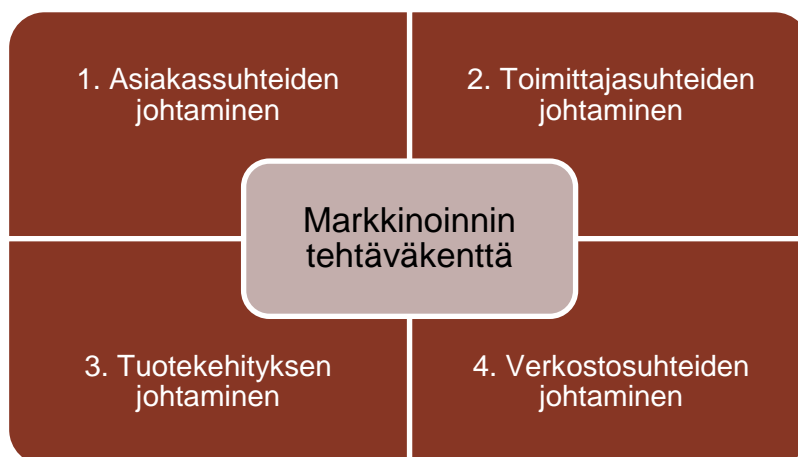 1. Asiakassuhteiden
johtaminen
2. Toimittajasuhteiden
johtaminen
Markkinoinnin
tehtäväkenttä
3. Tuotekehityksen
johtaminen
4. Verkostosuhteiden
johtaminen